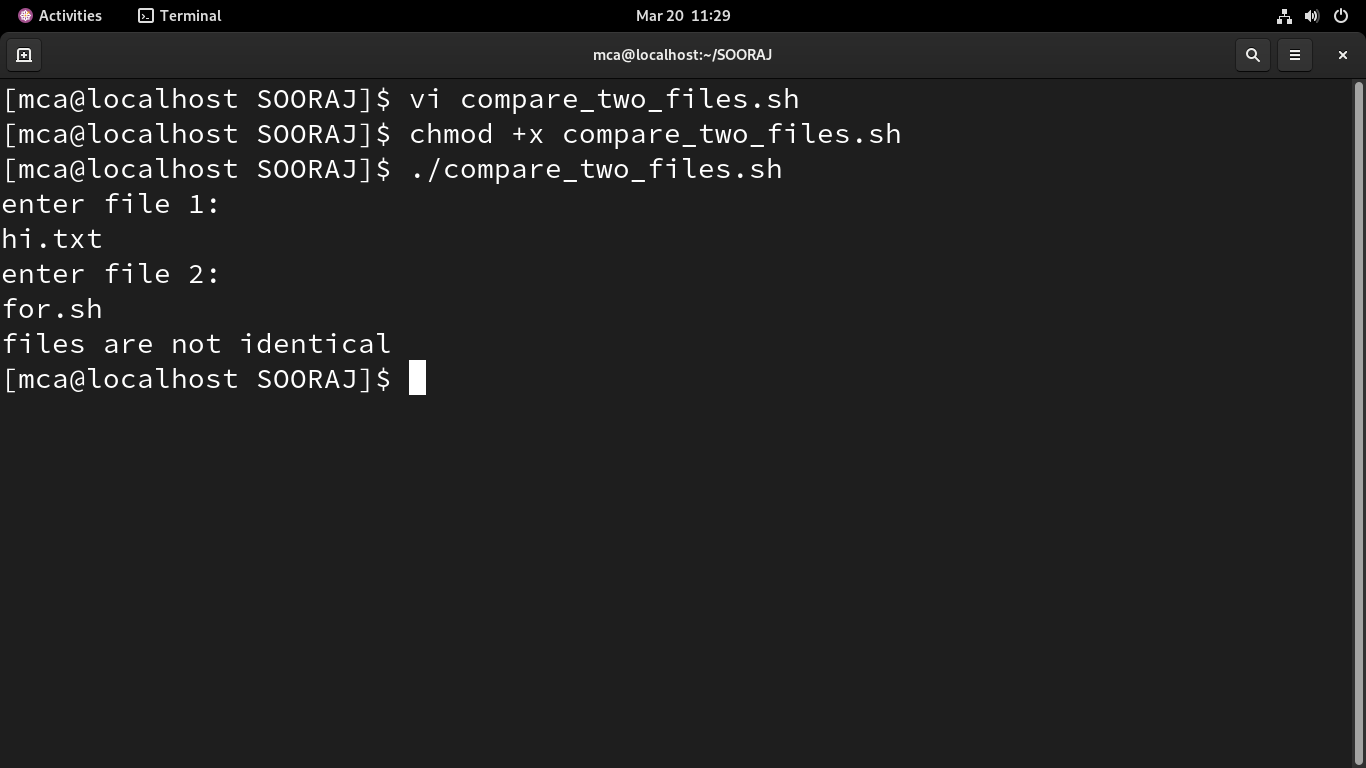 Activities Terminal Mar 20 11:29
mca@localhost:~/SOORAJ
[mca@localhost SOORAJ]$ vi compare_two_files.sh
[mca@localhost SOORAJ]$ chmod +x compare_two_files.sh
[mca@localhost SOORAJ]$ ./compare_two_files.sh
enter file 1:
hi.txt
enter file 2:
for.sh
files are not identical
[mca@localhost SOORAJ]$